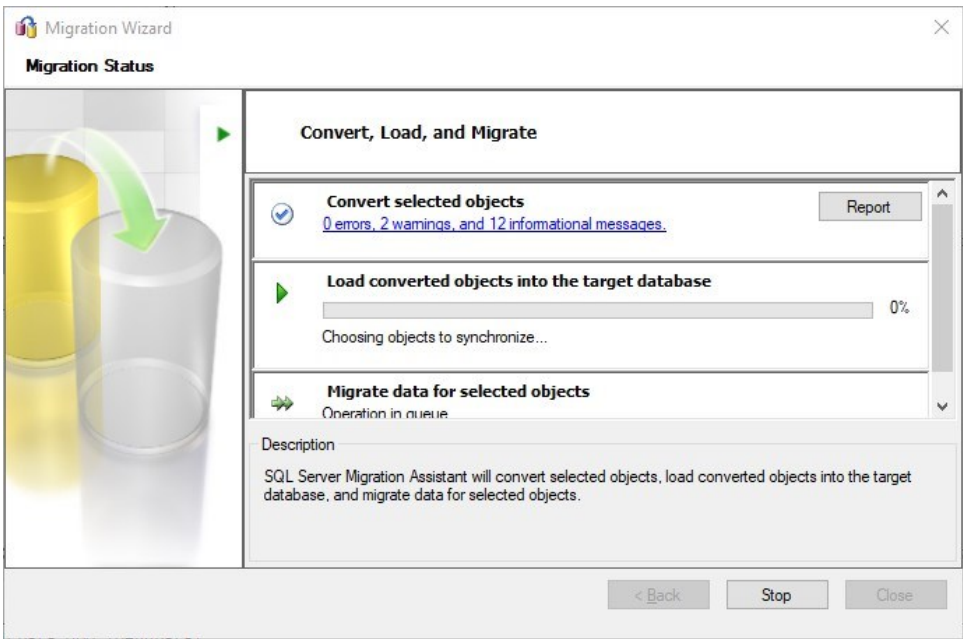 Migration Wizard
Migration Status
Convert, Load, and Migrate
Convert selected objects
0 errors, 2 warnings, and 12 informational messages.
Report
Load converted objects into the target database
0%
Choosing objects to synchronize...
Migrate data for selected objects
Operation in queue
Description
SQL Server Migration Assistant will convert selected objects, load converted objects into the target
database, and migrate data for selected objects.
< Back
Stop
Close